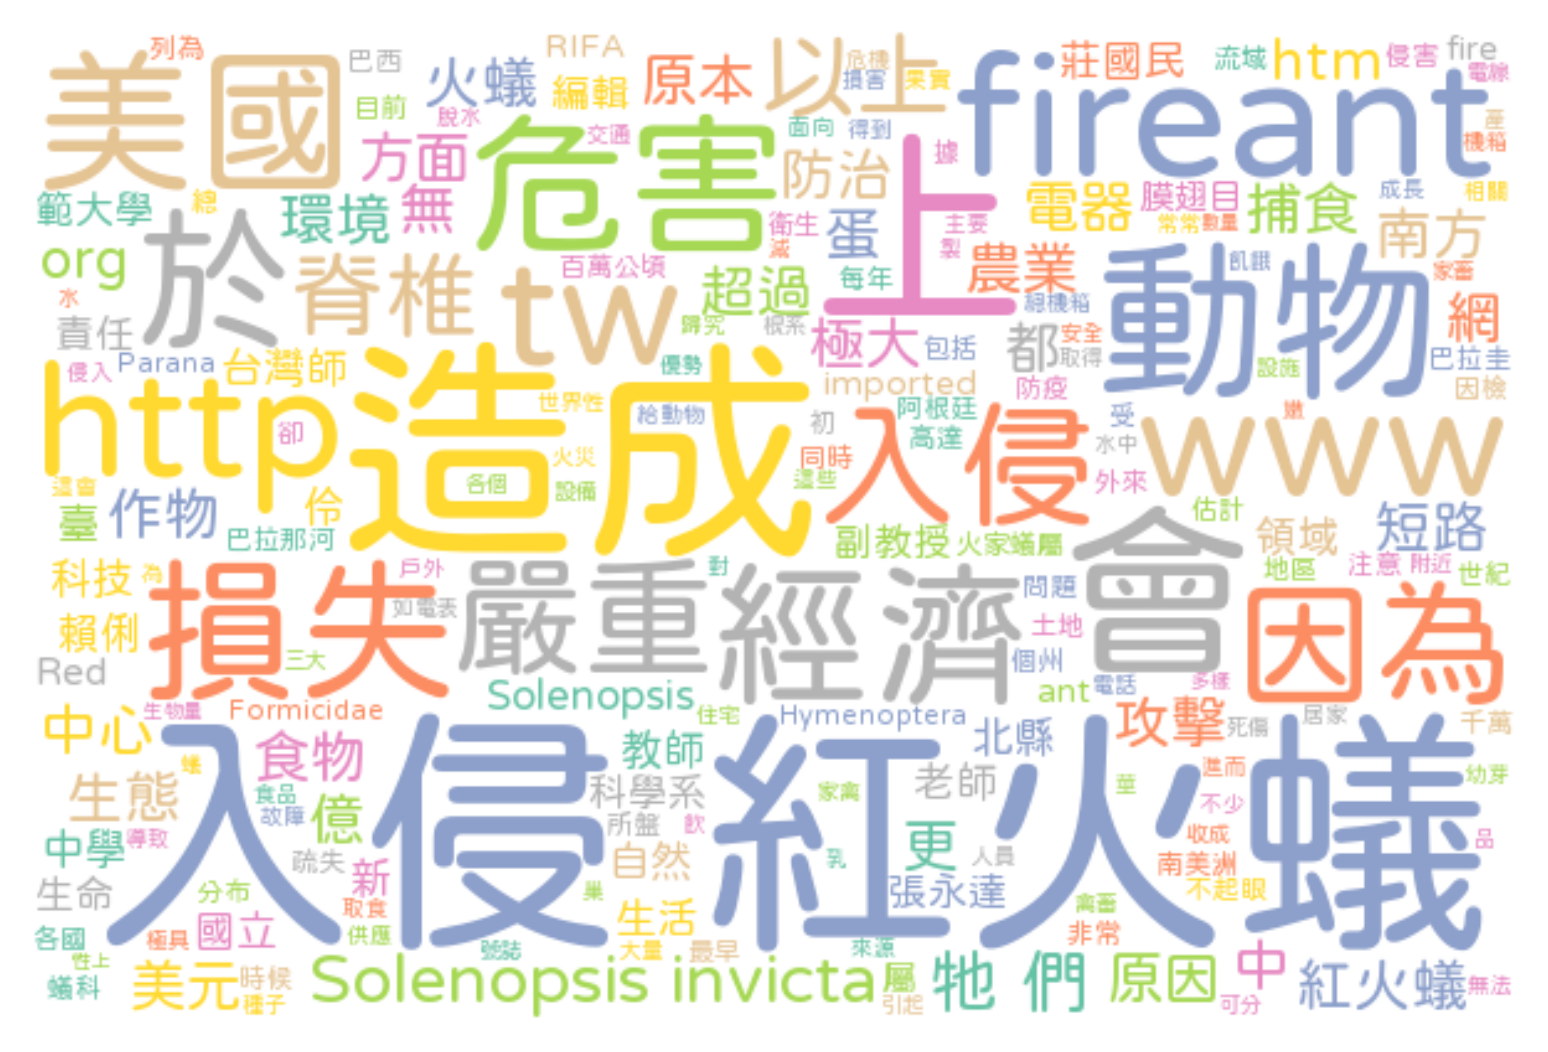 列為
巴西
RIFA
以上
危機
損害
果實
fireant
莊國民
流域
htm
侵害
fire
電線
美國
目前
火蟻
脫水
編輯
原本
交通
面向
得到
據
產
機箱
方面
危害
防治
上
電器
膜翅目
捕食
成長
相關
範大學
總
環境
無
衛生
減
蛋
主要
製
常常
數量
南方
org
水
於
脊椎
tw
百萬公頃
超過
每年
農業
動物
飢餓
家畜
責任
歸究
根系
極大
總機箱
都
安全
取得
網
侵入
Parana
台灣師
優勢
包括
設施
巴拉圭
http
卻
造成
世界性
給動物
imported
防疫
因檢
初
阿根廷
高達
受
水中
嫩
www
這會
臺
作物
伶
火災
各個
設備
同時
這些
入侵
外來
巴拉那河
副教授
火家蟻屬
會
估計
領域
短路
科技
為
戶外
嚴重
對
經濟
問題
地區
注意
附近
世紀
賴俐
損失
如電表
土地
因為
Red
三大
Solenopsis
個州
ant
電話
多樣
中心
生物量
Formicidae
住宅
Hymenoptera
北縣
攻擊
死傷
居家
千萬
入侵紅火蟻
食物
教師
生態
蟻
食品
故障
億
科學系
所盤
飲
家禽
老師
華
進而
不少
幼芽
中學
導致
疏失
自然
乳
更
人員
收成
南美洲
品
生命
分布
新
取食
巢
生活
張永達
禽畜
不起眼
各國
極具
國立
供應
號誌
大量
最早
來源
非常
性上
蟻科
美元
時候
種子
Solenopsis invicta
屬
引起
牠們
原因
中
可分
紅火蟻
無法